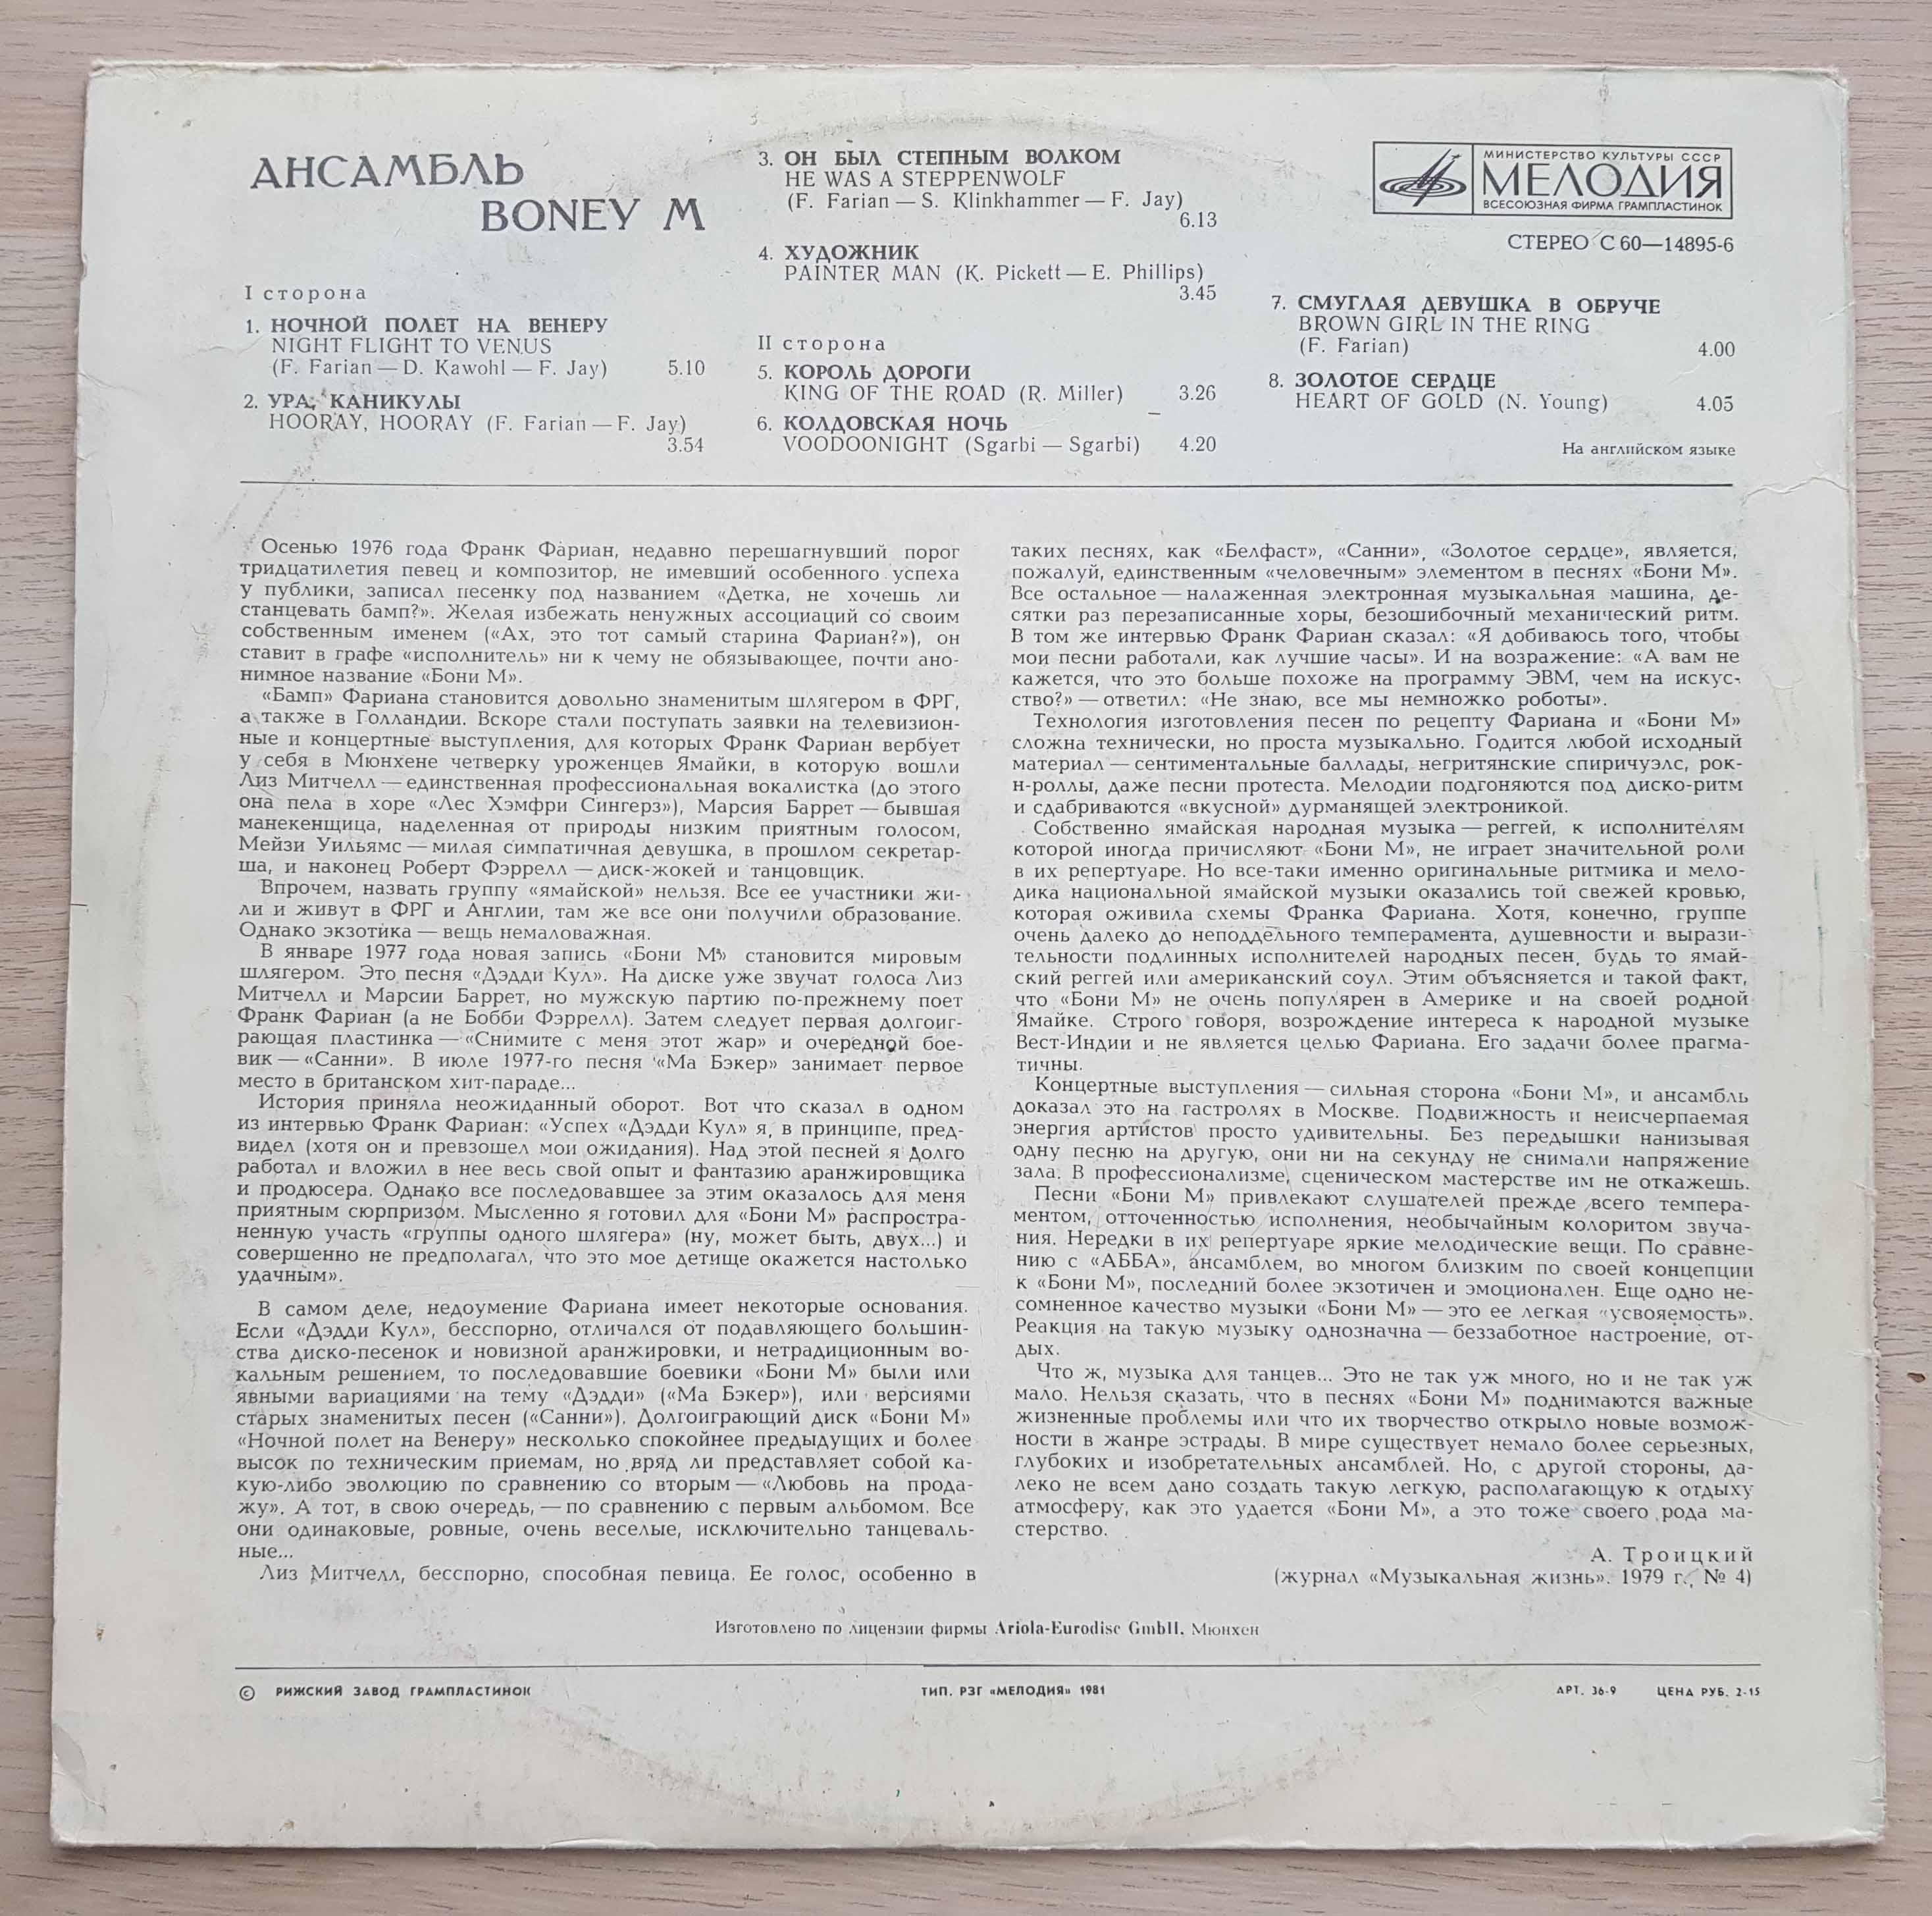 АНСАМБЛЬ
BONEY M
I сторона
1. НОЧНОЙ ПОЛЕТ НА ВЕНЕРУ
NIGHT FLIGHT TO VENUS
(F. Farian — D. Kawohl — F. Jay) 5.10
2. УРА, КАНИКУЛЫ
HOORAY, HOORAY (F. Farian — F. Jay)
3.54
3. ОН БЫЛ СТЕПНЫМ ВОЛКОМ
HE WAS A STEPPENWOLF
(F. Farian — S. Klinkhammer — F. Jay)
6.13
4. ХУДОЖНИК
PAINTER MAN (K. Pickett — E. Phillips)
3.45
II сторона
5. КОРОЛЬ ДОРОГИ
KING OF THE ROAD (R. Miller) 3.26
6. КОЛДОВСКАЯ НОЧЬ
VOODOONIGHT (Sgarbi — Sgarbi) 4.20
МИНИСТЕРСТВО КУЛЬТУРЫ СССР
МЕЛОДИЯ
ВСЕСОЮЗНАЯ ФИРМА ГРАМПЛАСТИНОК
СТЕРЕО С 60—14895-6
7. СМУГЛАЯ ДЕВУШКА В ОБРУЧЕ
BROWN GIRL IN THE RING
(F. Farian) 4.00
8. ЗОЛОТОЕ СЕРДЦЕ
HEART OF GOLD (N. Young) 4.05
На английском языке
Осенью 1976 года Франк Фариан, недавно перешагнувший порог
тридцатилетия певец и композитор, не имевший особенного успеха
у публики, записал песенку под названием «Детка, не хочешь ли
станцевать бамп?». Желая избежать ненужных ассоциаций со своим
собственным именем («Ах, это тот самый старина Фариан?»), он
ставит в графе «исполнитель» ни к чему не обязывающее, почти ано-
нимное название «Бони М».
«Бамп» Фариана становится довольно знаменитым шлягером в ФРГ,
а также в Голландии. Вскоре стали поступать заявки на телевизион-
ные и концертные выступления, для которых Франк Фариан вербует
у себя в Мюнхене четверку уроженцев Ямайки, в которую вошли
Лиз Митчелл — единственная профессиональная вокалистка (до этого
она пела в хоре «Лес Хэмфри Сингерз»), Марсия Баррет — бывшая
манекенщица, наделенная от природы низким приятным голосом,
Мейзи Уильямс — милая симпатичная девушка, в прошлом секретар-
ша, и наконец Роберт Фэррелл — диск-жокей и танцовщик.
Впрочем, назвать группу «ямайской» нельзя. Все ее участники жи-
ли и живут в ФРГ и Англии, там же все они получили образование.
Однако экзотика — вещь немаловажная.
В январе 1977 года новая запись «Бони М» становится мировым
шлягером. Это песня «Дэдди Кул». На диске уже звучат голоса Лиз
Митчелл и Марсии Баррет, но мужскую партию по-прежнему поет
Франк Фариан (а не Бобби Фэррелл). Затем следует первая долгоиг-
рающая пластинка — «Снимите с меня этот жар» и очередной бое-
вик — «Санни». В июле 1977-го песня «Ма Бэкер» занимает первое
место в британском хит-параде...
История приняла неожиданный оборот. Вот что сказал в одном
из интервью Франк Фариан: «Успех «Дэдди Кул» я, в принципе, пред-
видел (хотя он и превзошел мои ожидания). Над этой песней я долго
работал и вложил в нее весь свой опыт и фантазию аранжировщика
и продюсера. Однако все последовавшее за этим оказалось для меня
приятным сюрпризом. Мысленно я готовил для «Бони М» распростра-
ненную участь «группы одного шлягера» (ну, может быть, двух...) и
совершенно не предполагал, что это мое детище окажется настолько
удачным».
В самом деле, недоумение Фариана имеет некоторые основания.
Если «Дэдди Кул», бесспорно, отличался от подавляющего большин-
ства диско-песенок и новизной аранжировки, и нетрадиционным во-
кальным решением, то последовавшие боевики «Бони М» были или
явными вариациями на тему «Дэдди» («Ма Бэкер»), или версиями
старых знаменитых песен («Санни»). Долгоиграющий диск «Бони М»
«Ночной полет на Венеру» несколько спокойнее предыдущих и более
высок по техническим приемам, но вряд ли представляет собой ка-
кую-либо эволюцию по сравнению со вторым — «Любовь на прода-
жу». А тот, в свою очередь, — по сравнению с первым альбомом. Все
они одинаковые, ровные, очень веселые, исключительно танцеваль-
ные...
Лиз Митчелл, бесспорно, способная певица. Ее голос, особенно в
таких песнях, как «Белфаст», «Санни», «Золотое сердце», является,
пожалуй, единственным «человечным» элементом в песнях «Бони М».
Все остальное — налаженная электронная музыкальная машина, де-
сятки раз перезаписанные хоры, безошибочный механический ритм.
В том же интервью Франк Фариан сказал: «Я добиваюсь того, чтобы
мои песни работали, как лучшие часы». И на возражение: «А вам не
кажется, что это больше похоже на программу ЭВМ, чем на искус-
ство?» — ответил: «Не знаю, все мы немножко роботы».
Технология изготовления песен по рецепту Фариана и «Бони М»
сложна технически, но проста музыкально. Годится любой исходный
материал — сентиментальные баллады, негритянские спиричуэлс, рок-
н-роллы, даже песни протеста. Мелодии подгоняются под диско-ритм
и сдабриваются «вкусной» дурманящей электроникой.
Собственно ямайская народная музыка — реггей, к исполнителям
которой иногда причисляют «Бони М», не играет значительной роли
в их репертуаре. Но все-таки именно оригинальные ритмика и мело-
дика национальной ямайской музыки оказались той свежей кровью,
которая оживила схемы Франка Фариана. Хотя, конечно, группе
очень далеко до неподдельного темперамента, душевности и вырази-
тельности подлинных исполнителей народных песен, будь то ямай-
ский реггей или американский соул. Этим объясняется и такой факт,
что «Бони М» не очень популярен в Америке и на своей родной
Ямайке. Строго говоря, возрождение интереса к народной музыке
Вест-Индии и не является целью Фариана. Его задачи более прагма-
тичны.
Концертные выступления — сильная сторона «Бони М», и ансамбль
доказал это на гастролях в Москве. Подвижность и неисчерпаемая
энергия артистов просто удивительны. Без передышки нанизывая
одну песню на другую, они ни на секунду не снимали напряжение
зала. В профессионализме, сценическом мастерстве им не откажешь.
Песни «Бони М» привлекают слушателей прежде всего темпера-
ментом, отточенностью исполнения, необычайным колоритом звуча-
ния. Нередки в их репертуаре яркие мелодические вещи. По сравне-
нию с «АББА», ансамблем, во многом близким по своей концепции
к «Бони М», последний более экзотичен и эмоционален. Еще одно не-
сомненное качество музыки «Бони М» — это ее легкая «усвояемость».
Реакция на такую музыку однозначна — беззаботное настроение, от-
дых.
Что ж, музыка для танцев... Это не так уж много, но и не так уж
мало. Нельзя сказать, что в песнях «Бони М» поднимаются важные
жизненные проблемы или что их творчество открыло новые возмож-
ности в жанре эстрады. В мире существует немало более серьезных,
глубоких и изобретательных ансамблей. Но, с другой стороны, да-
леко не всем дано создать такую легкую, располагающую к отдыху
атмосферу, как это удается «Бони М», а это тоже своего рода ма-
стерство.
А. Троицкий
(журнал «Музыкальная жизнь». 1979 г., № 4)
Изготовлено по лицензии фирмы Ariola-Eurodisc GmbH. Мюнхен
© РИЖСКИЙ ЗАВОД ГРАМПЛАСТИНОК ТИП. РЗГ «МЕЛОДИЯ» 1981 АРТ. 36-9 ЦЕНА РУБ. 2-15